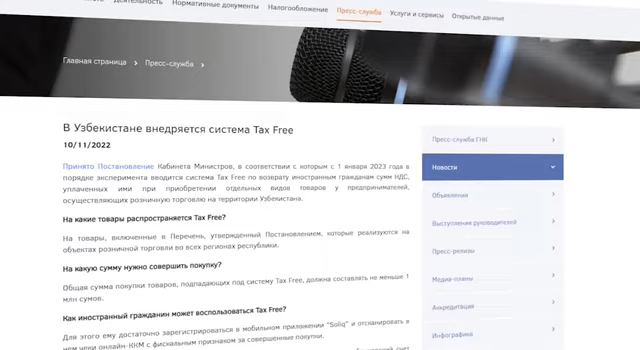 Деятельность Нормативные документы Налогообложение Пресс-служба Услуги и сервисы Открытые данные
Главная страница › Пресс-служба ›
В Узбекистане внедряется система Tax Free
10/11/2022
Принято Постановление Кабинета Министров, в соответствии с которым с 1 января 2023 года в
порядке эксперимента вводится система Tax Free по возврату иностранным гражданам сумм НДС,
уплаченных ими при приобретении отдельных видов товаров у предпринимателей,
осуществляющих розничную торговлю на территории Узбекистана.
На какие товары распространяется Tax Free?
На товары, включенные в Перечень, утвержденный Постановлением, которые реализуются на
объектах розничной торговли во всех регионах республики.
На какую сумму нужно совершить покупку?
Общая сумма покупки товаров, подпадающих под систему Tax Free, должна составлять не меньше 1
млн сумов.
Как иностранный гражданин может воспользоваться Tax Free?
Для этого ему достаточно зарегистрироваться в мобильном приложении "Soliq" и отсканировать в
нем чеки онлайн-ККМ с фискальным признаком за совершенные покупки.
Пресс-служба ГНК
Новости
Объявления
Выступления руководителей
Пресс-релизы
Медиа-планы
Аккредитация
Инфографика